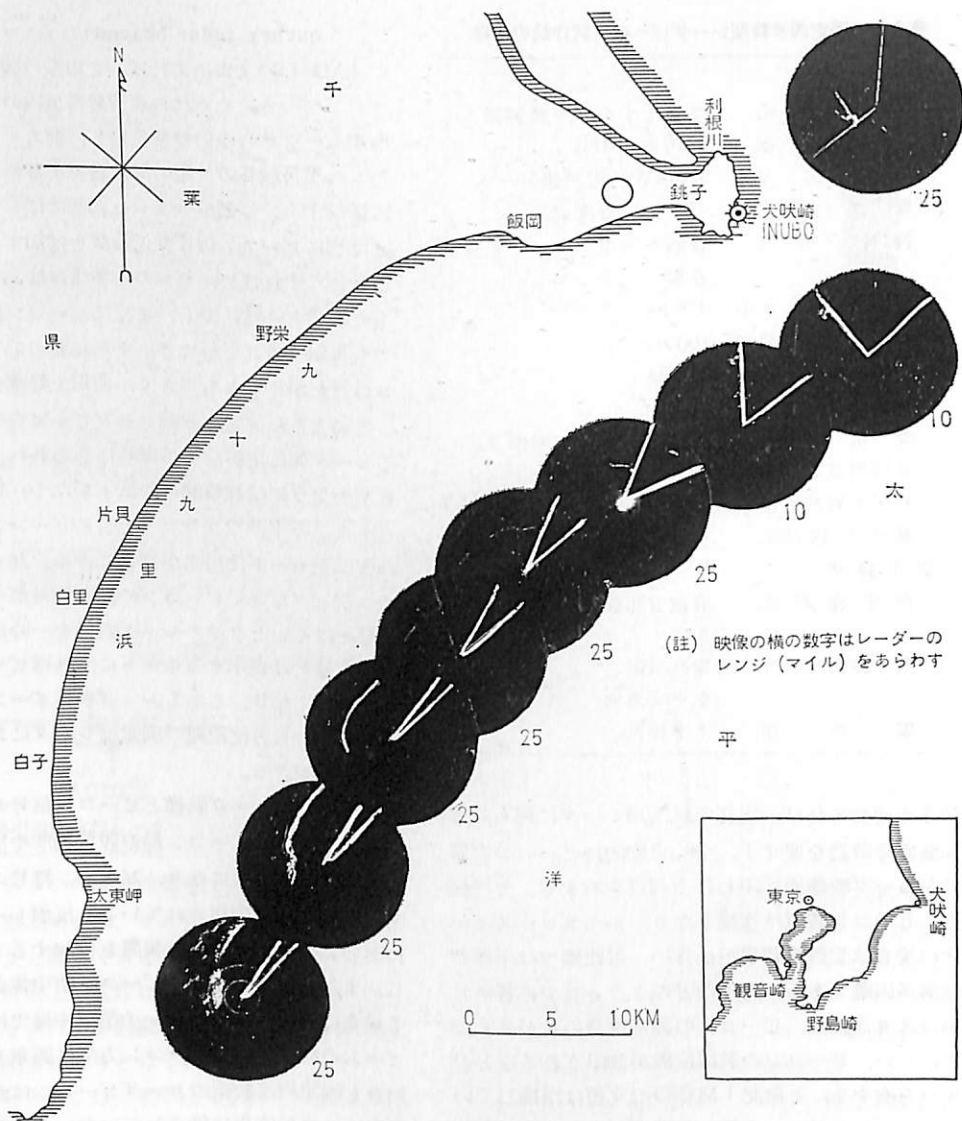 N
千
葉
県
利根川
銚子
犬吠崎
INUBO
飯岡
野栄
九
十
九
里
浜
片貝
白里
白子
大東岬
25
10
10
25
25
25
25
25
25
太
平
洋
(註) 映像の横の数字はレーダーの
レンジ(マイル)をあらわす
0 5 10KM
東京
犬吠崎
観音崎
野島崎